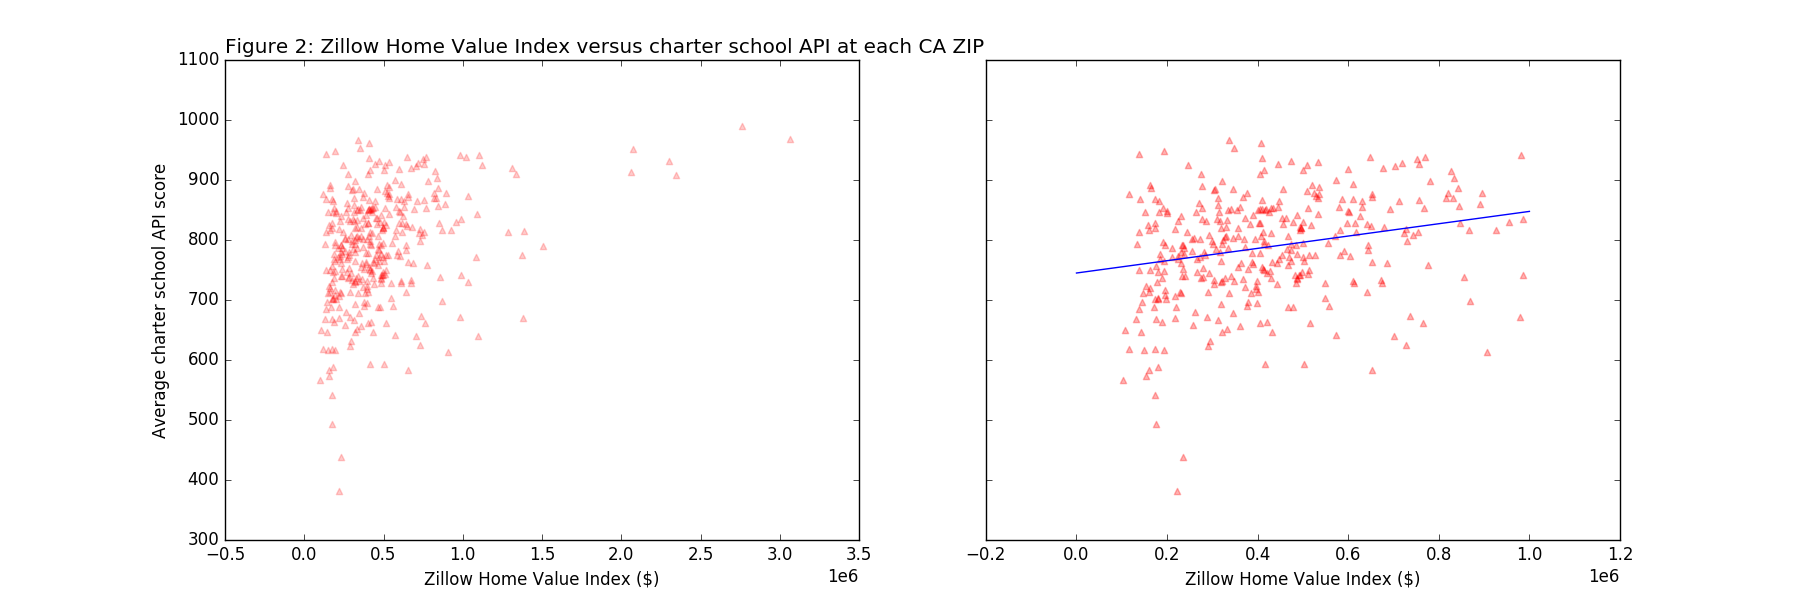 Figure 2: Zillow Home Value Index versus charter school API at each CA ZIP
1100
1000
900
800
700
600
500
400
300
Average charter school API score
−0.5 0.0 0.5 1.0 1.5 2.0 2.5 3.0 3.5
1e6
Zillow Home Value Index ($)
−0.2 0.0 0.2 0.4 0.6 0.8 1.0 1.2
1e6
Zillow Home Value Index ($)